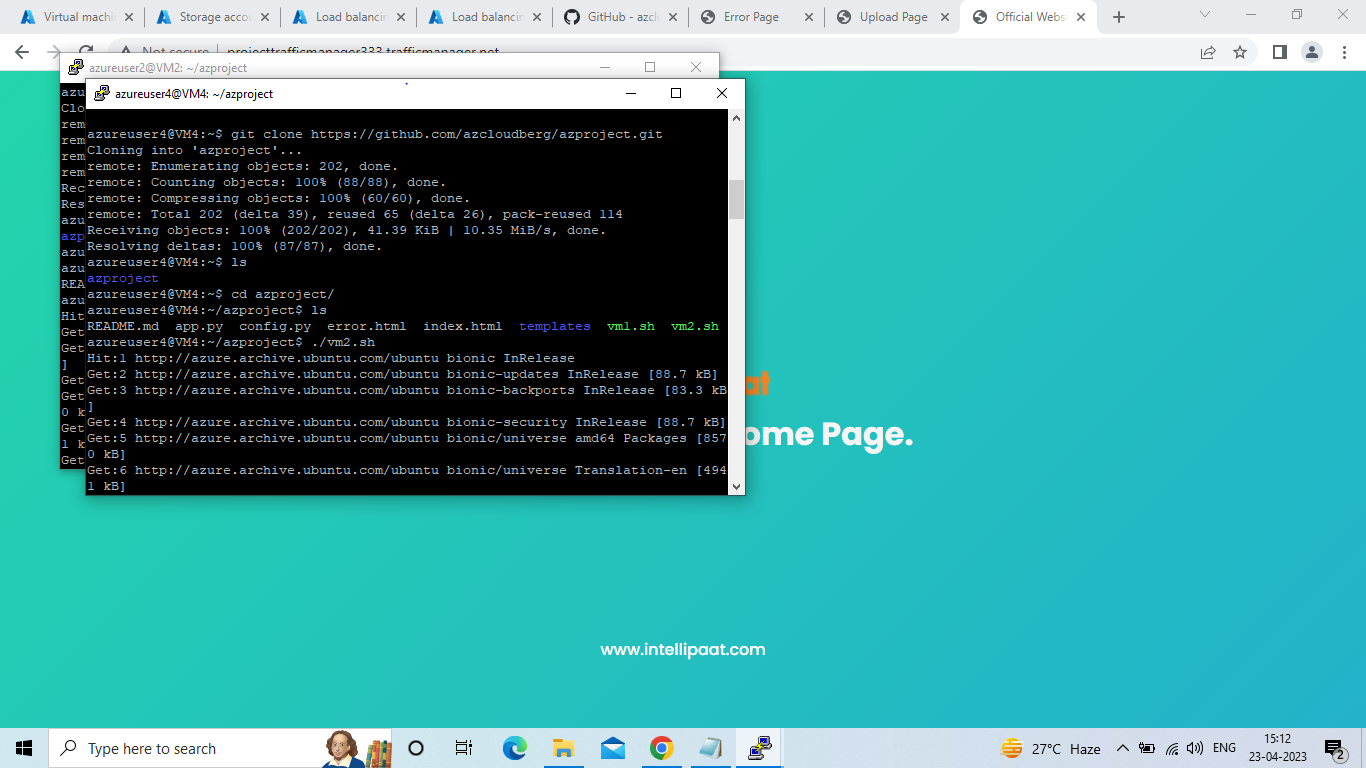 Virtual machi
Storage accou
Load balancin
Load balancin
GitHub - azcl
Error Page
Upload Page
Official Webs
Not secure
projecttrafficmanager333.trafficmanager.net
azureuser2@VM2: ~/azproject
azu
Clo
rem
rem
rem
rem
Rec
Res
azu
azp
azu
azu
REA
azu
Hit
Get
Get
]
Get
Get
0 k
Get
1 k
Get
azureuser4@VM4: ~/azproject
azureuser4@VM4:~$ git clone https://github.com/azcloudberg/azproject.git
Cloning into 'azproject'...
remote: Enumerating objects: 202, done.
remote: Counting objects: 100% (88/88), done.
remote: Compressing objects: 100% (60/60), done.
remote: Total 202 (delta 39), reused 65 (delta 26), pack-reused 114
Receiving objects: 100% (202/202), 41.39 KiB | 10.35 MiB/s, done.
Resolving deltas: 100% (87/87), done.
azureuser4@VM4:~$ ls
azproject
azureuser4@VM4:~$ cd azproject/
azureuser4@VM4:~/azproject$ ls
README.md  app.py  config.py  error.html  index.html  templates  vm1.sh  vm2.sh
azureuser4@VM4:~/azproject$ ./vm2.sh
Hit:1 http://azure.archive.ubuntu.com/ubuntu bionic InRelease
Get:2 http://azure.archive.ubuntu.com/ubuntu bionic-updates InRelease [88.7 kB]
Get:3 http://azure.archive.ubuntu.com/ubuntu bionic-backports InRelease [83.3 kB
]
Get:4 http://azure.archive.ubuntu.com/ubuntu bionic-security InRelease [88.7 kB]
Get:5 http://azure.archive.ubuntu.com/ubuntu bionic/universe amd64 Packages [857
0 kB]
Get:6 http://azure.archive.ubuntu.com/ubuntu bionic/universe Translation-en [494
1 kB]
at
ome Page.
www.intellipaat.com
Type here to search
27°C Haze
ENG
15:12
23-04-2023
2